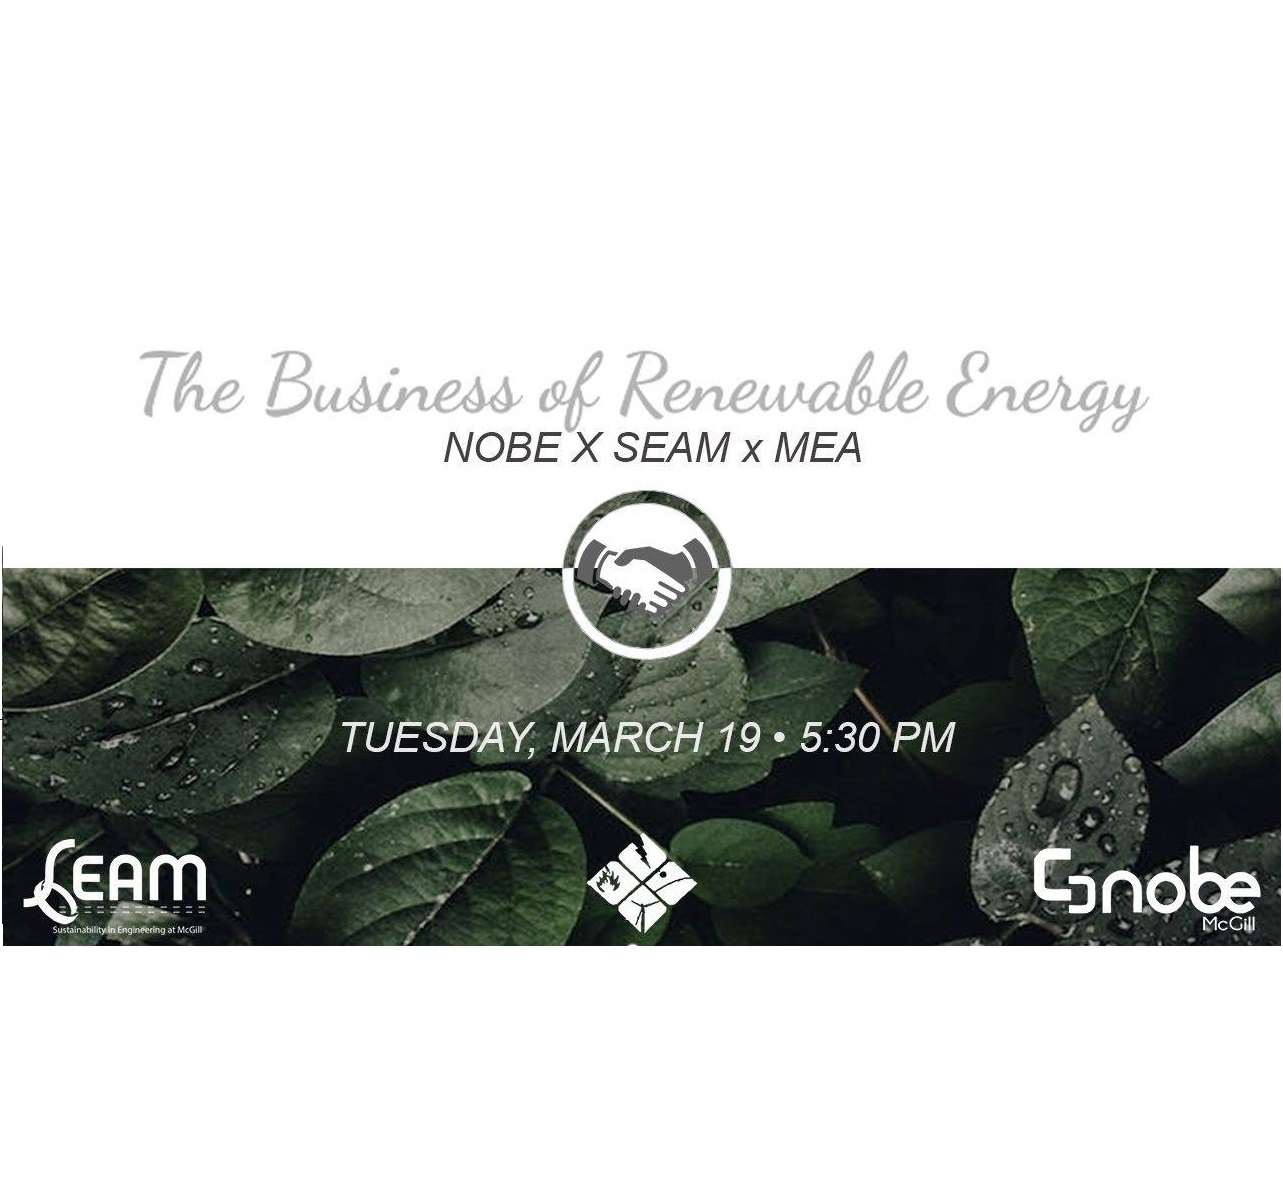 The Business of Renewable Energy
NOBE X SEAM x MEA
TUESDAY, MARCH 19 • 5:30 PM
SEAM
Sustainability in Engineering at McGill
nobe
McGill